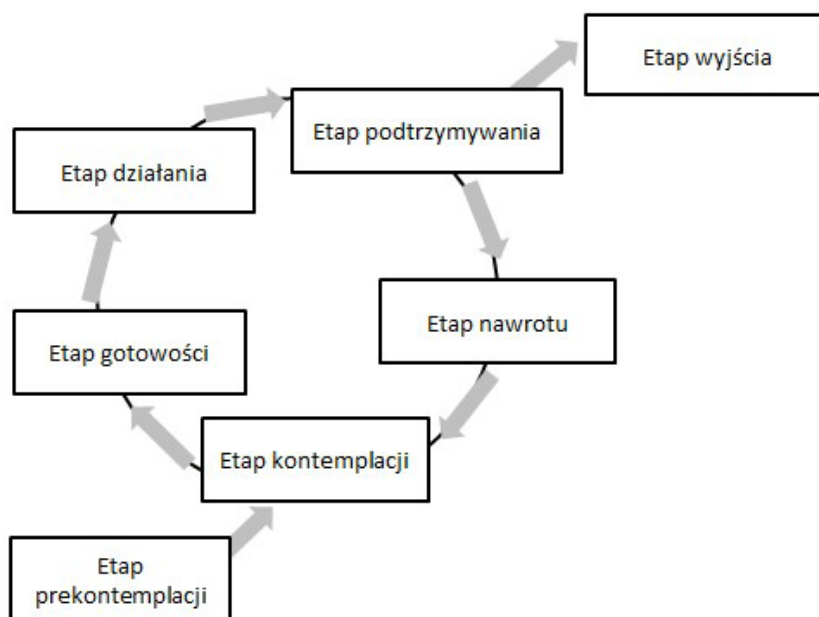 Etap wyjścia
Etap podtrzymywania
Etap działania
Etap nawrotu
Etap gotowości
Etap kontemplacji
Etap
prekontemplacji